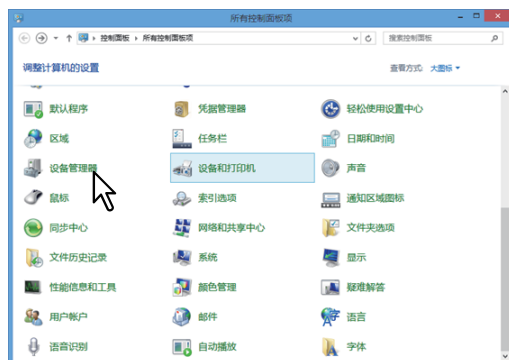 所有控制面板项
控制面板 ▸ 所有控制面板项
搜索控制面板
调整计算机的设置
查看方式: 大图标
默认程序
凭据管理器
轻松使用设置中心
区域
任务栏
日期和时间
设备管理器
设备和打印机
声音
鼠标
索引选项
通知区域图标
同步中心
网络和共享中心
文件夹选项
文件历史记录
系统
显示
性能信息和工具
颜色管理
疑难解答
用户帐户
邮件
语言
语音识别
自动播放
字体